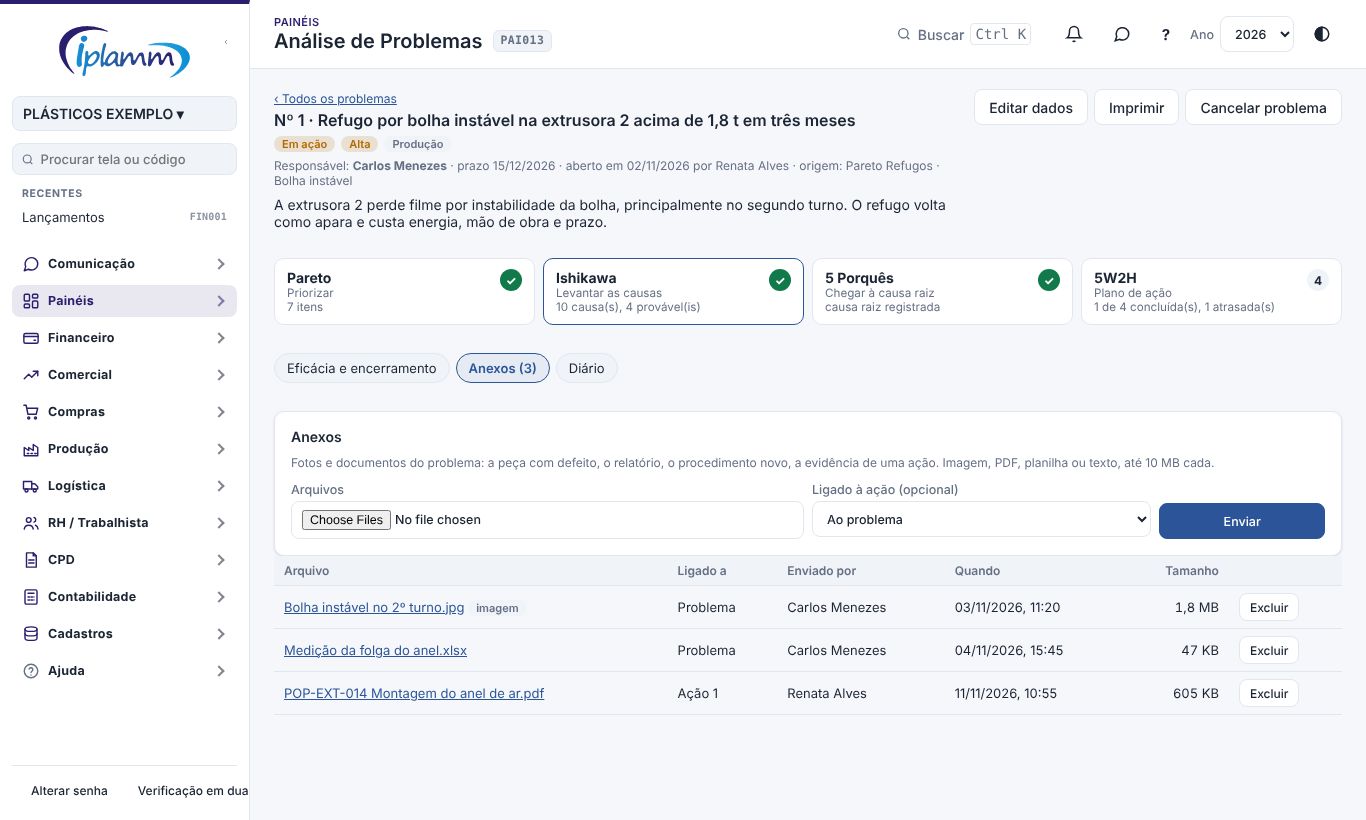 iplamm
‹
PLÁSTICOS EXEMPLO ▾
Procurar tela ou código
RECENTES
Lançamentos FIN001
Comunicação
Painéis
Financeiro
Comercial
Compras
Produção
Logística
RH / Trabalhista
CPD
Contabilidade
Cadastros
Ajuda
Alterar senha Verificação em dua
PAINÉIS
Análise de Problemas PAI013
Buscar Ctrl K
? Ano 2026
‹ Todos os problemas
Nº 1 · Refugo por bolha instável na extrusora 2 acima de 1,8 t em três meses
Em ação Alta Produção
Responsável: Carlos Menezes · prazo 15/12/2026 · aberto em 02/11/2026 por Renata Alves · origem: Pareto Refugos ·
Bolha instável
A extrusora 2 perde filme por instabilidade da bolha, principalmente no segundo turno. O refugo volta
como apara e custa energia, mão de obra e prazo.
Editar dados Imprimir Cancelar problema
Pareto
Priorizar
7 itens
Ishikawa
Levantar as causas
10 causa(s), 4 provável(is)
5 Porquês
Chegar à causa raiz
causa raiz registrada
5W2H 4
Plano de ação
1 de 4 concluída(s), 1 atrasada(s)
Eficácia e encerramento Anexos (3) Diário
Anexos
Fotos e documentos do problema: a peça com defeito, o relatório, o procedimento novo, a evidência de uma ação. Imagem, PDF, planilha ou texto, até 10 MB cada.
Arquivos Ligado à ação (opcional)
Choose Files No file chosen Ao problema Enviar
Arquivo Ligado a Enviado por Quando Tamanho
Bolha instável no 2º turno.jpg imagem Problema Carlos Menezes 03/11/2026, 11:20 1,8 MB Excluir
Medição da folga do anel.xlsx Problema Carlos Menezes 04/11/2026, 15:45 47 KB Excluir
POP-EXT-014 Montagem do anel de ar.pdf Ação 1 Renata Alves 11/11/2026, 10:55 605 KB Excluir